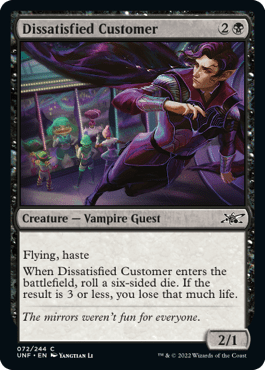 Dissatisfied Customer 2
Creature — Vampire Guest
Flying, haste
When Dissatisfied Customer enters the
battlefield, roll a six-sided die. If the
result is 3 or less, you lose that much life.
The mirrors weren't fun for everyone.
2/1
072/244 C
UNF • EN Yangtian Li
™ & © 2022 Wizards of the Coast